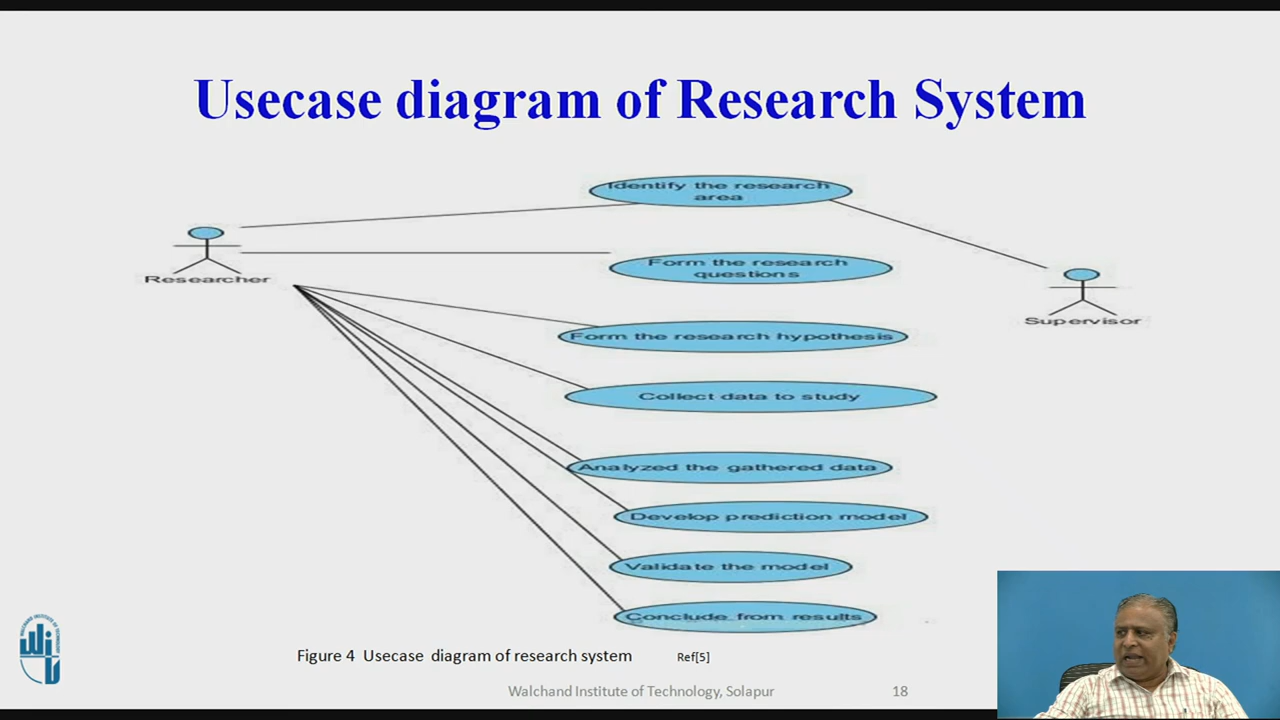 Usecase diagram of Research System
Identify the research
area
Researcher
Form the research
questions
Supervisor
Form the research hypothesis
Collect data to study
Analyzed the gathered data
Develop prediction model
Validate the model
Conclude from results
Figure 4 Usecase diagram of research system Ref[5]
Walchand Institute of Technology, Solapur 18